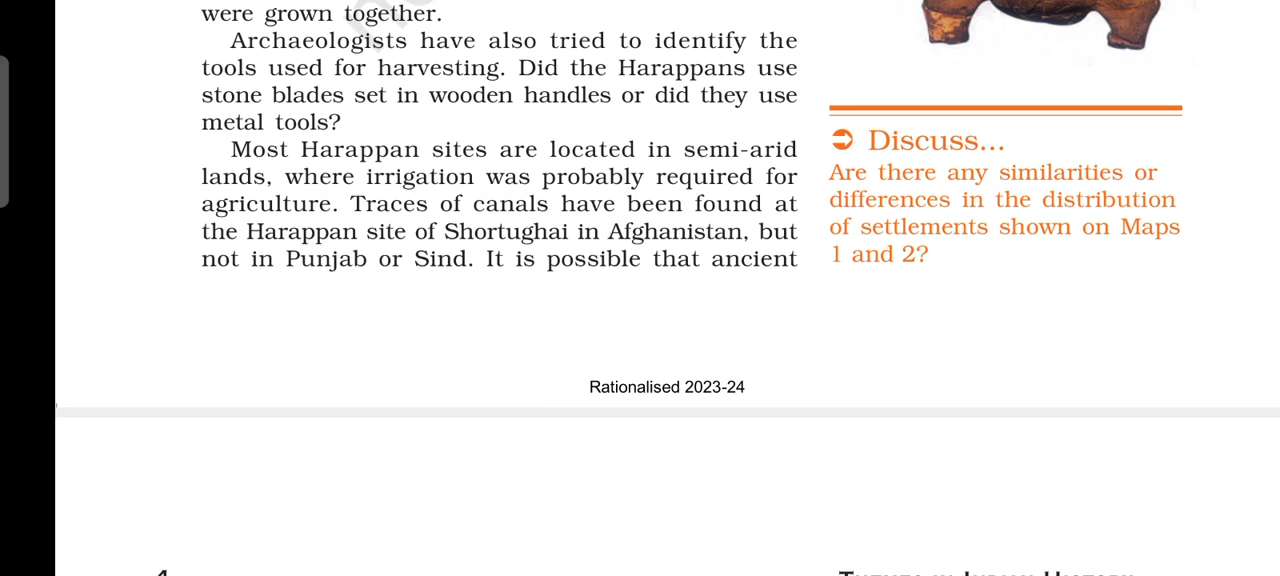 were grown together.
Archaeologists have also tried to identify the
tools used for harvesting. Did the Harappans use
stone blades set in wooden handles or did they use
metal tools?
Most Harappan sites are located in semi-arid
lands, where irrigation was probably required for
agriculture. Traces of canals have been found at
the Harappan site of Shortughai in Afghanistan, but
not in Punjab or Sind. It is possible that ancient
Discuss...
Are there any similarities or
differences in the distribution
of settlements shown on Maps
1 and 2?
Rationalised 2023-24